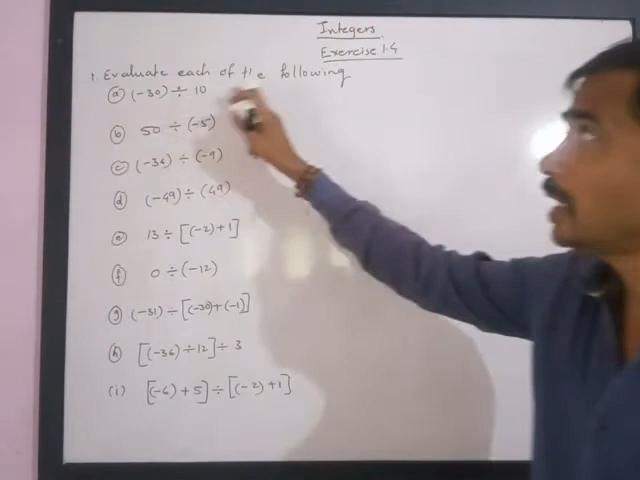 Integers
Exercise 1.4
1. Evaluate each of the following
(a) (-30) ÷ 10
(b) 50 ÷ (-5)
(c) (-36) ÷ (-9)
(d) (-49) ÷ (49)
(e) 13 ÷ [(-2)+1]
(f) 0 ÷ (-12)
(g) (-31) ÷ [(-30)+(-1)]
(h) [(-36) ÷ 12] ÷ 3
(i) [(-6) + 5] ÷ [(-2) + 1]